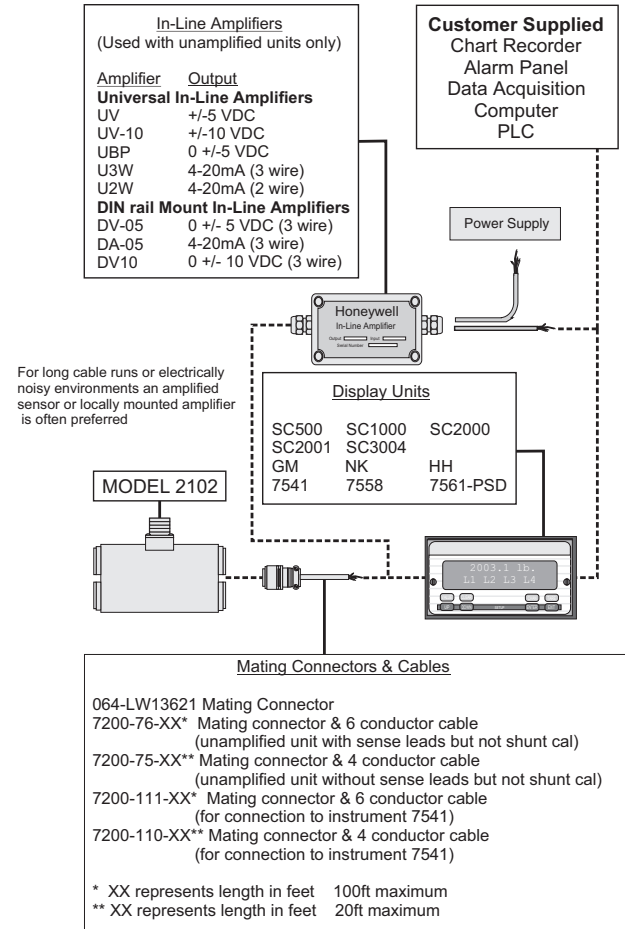 In-Line Amplifiers
(Used with unamplified units only)
Amplifier Output
Universal In-Line Amplifiers
UV +/-5 VDC
UV-10 +/-10 VDC
UBP 0 +/-5 VDC
U3W 4-20mA (3 wire)
U2W 4-20mA (2 wire)
DIN rail Mount In-Line Amplifiers
DV-05 0 +/- 5 VDC (3 wire)
DA-05 4-20mA (3 wire)
DV10 0 +/- 10 VDC (3 wire)
Customer Supplied
Chart Recorder
Alarm Panel
Data Acquisition
Computer
PLC
Power Supply
Honeywell
In-Line Amplifier
Output Input
Serial Number
For long cable runs or electrically
noisy environments an amplified
sensor or locally mounted amplifier
is often preferred
Display Units
SC500 SC1000 SC2000
SC2001 SC3004
GM NK HH
7541 7558 7561-PSD
MODEL 2102
2003.1 lb.
L1 L2 L3 L4
Mating Connectors & Cables
064-LW13621 Mating Connector
7200-76-XX* Mating connector & 6 conductor cable
(unamplified unit with sense leads but not shunt cal)
7200-75-XX** Mating connector & 4 conductor cable
(unamplified unit without sense leads but not shunt cal)
7200-111-XX* Mating connector & 6 conductor cable
(for connection to instrument 7541)
7200-110-XX** Mating connector & 4 conductor cable
(for connection to instrument 7541)
* XX represents length in feet 100ft maximum
** XX represents length in feet 20ft maximum